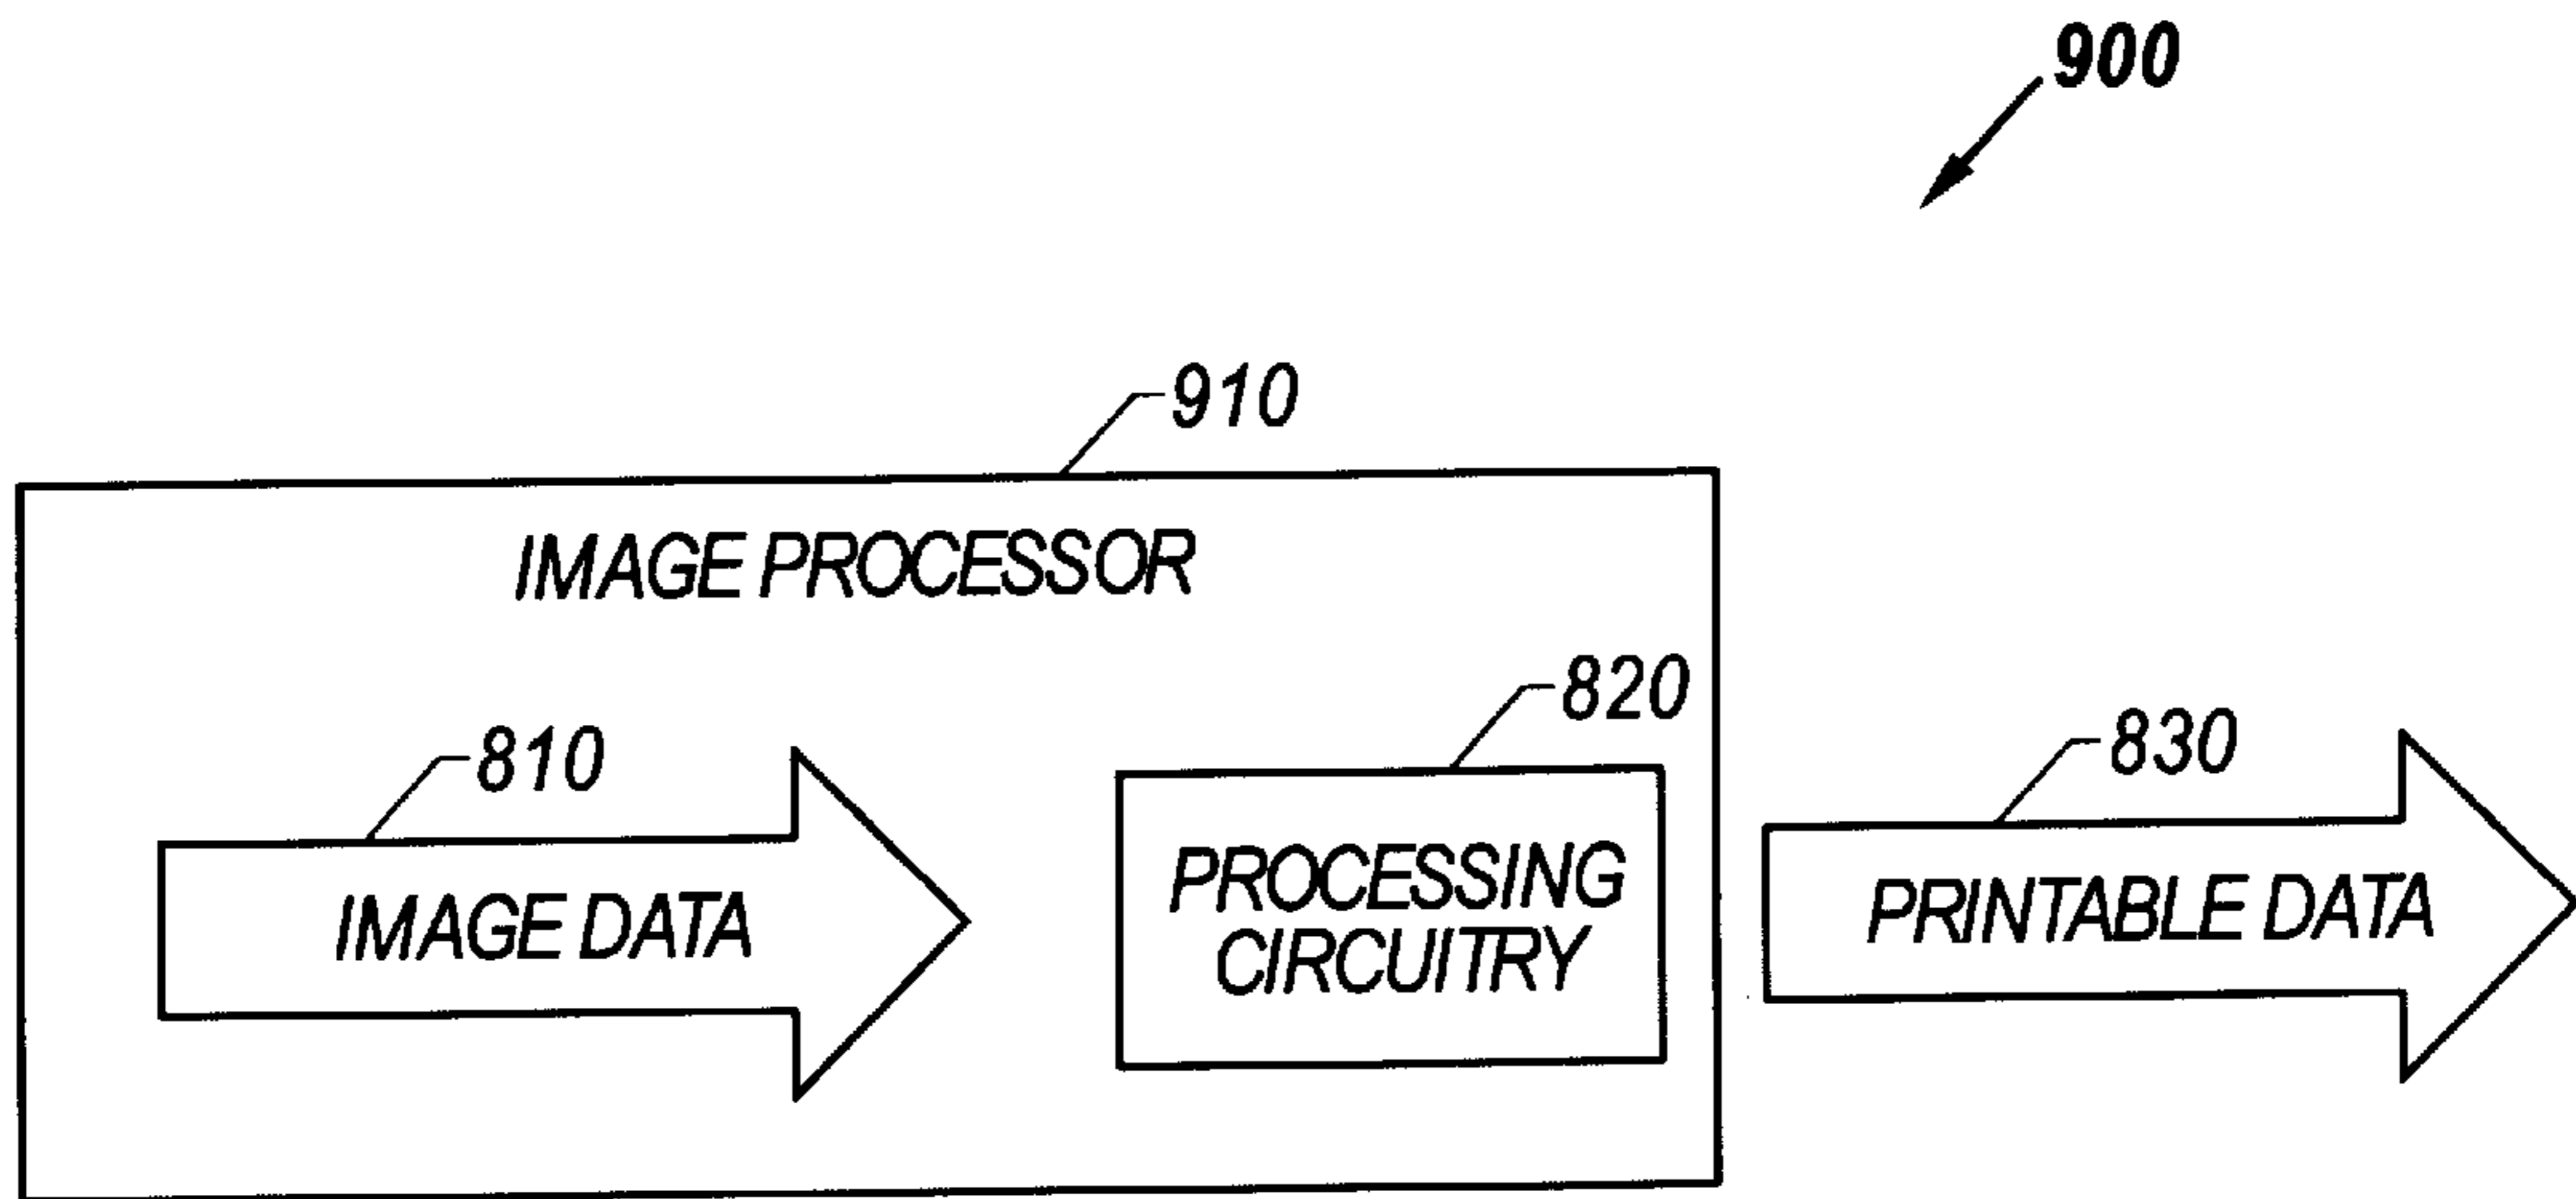 900
910
IMAGE PROCESSOR
820
810
830
IMAGE DATA
PROCESSING
CIRCUITRY
PRINTABLE DATA